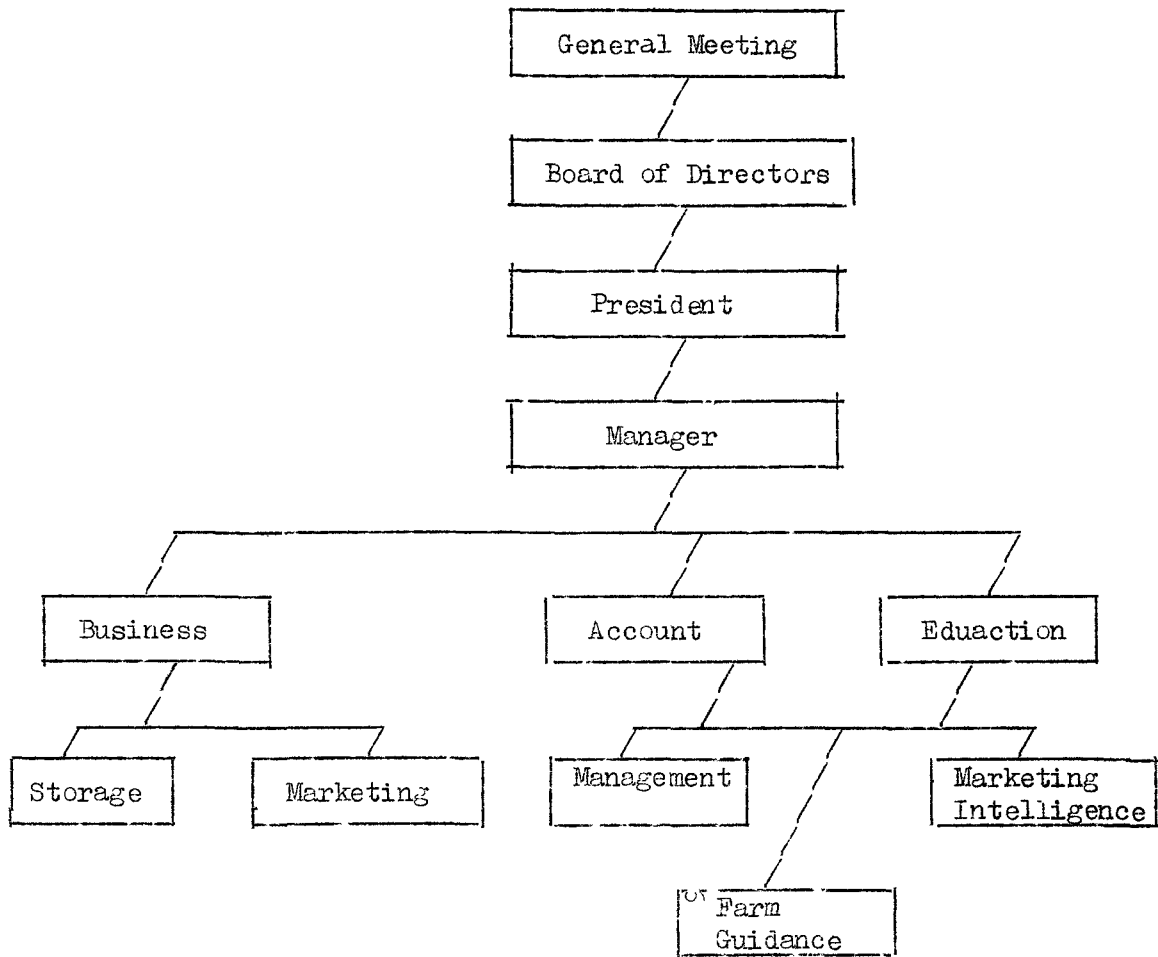 General Meeting
Board of Directors
President
Manager
Business
Account
Eduaction
Storage
Marketing
Management
Marketing
Intelligence
Farm
Guidance